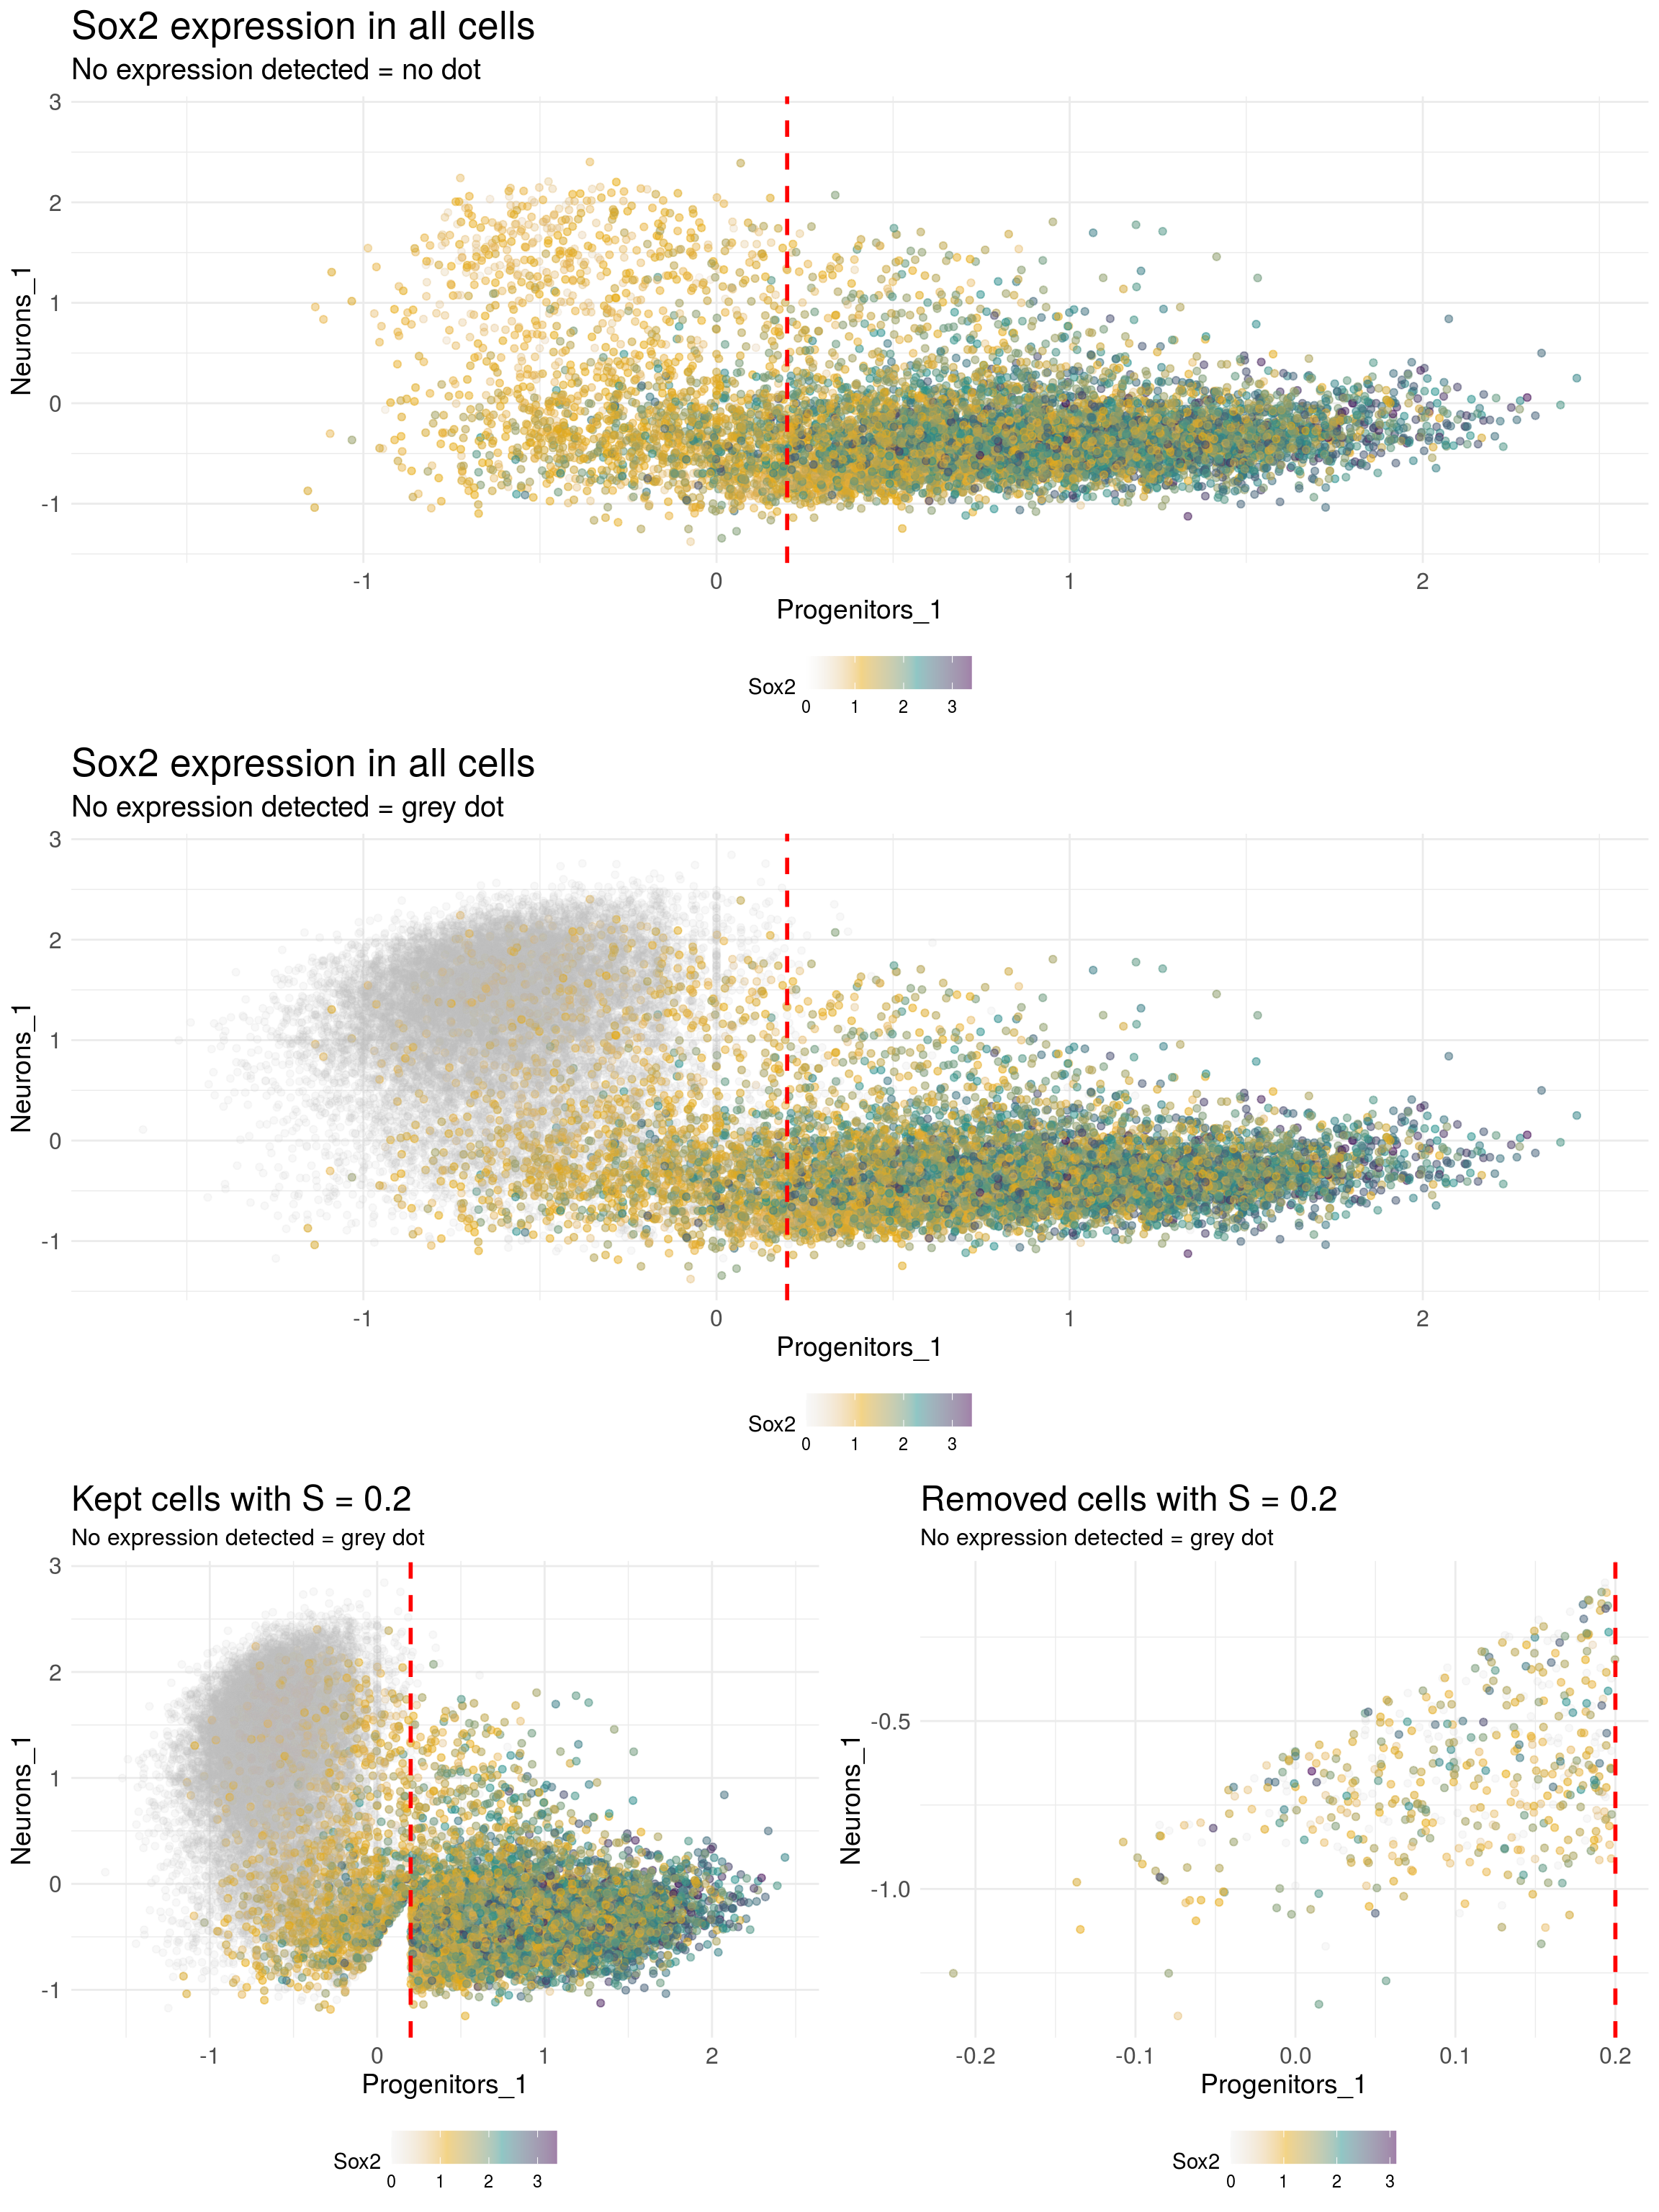 Sox2 expression in all cells
No expression detected = no dot
3
2
1
0
-1
Neurons_1
-1 0 1 2
Progenitors_1
Sox2
0 1 2 3
Sox2 expression in all cells
No expression detected = grey dot
3
2
1
0
-1
Neurons_1
-1 0 1 2
Progenitors_1
Sox2
0 1 2 3
Kept cells with S = 0.2
No expression detected = grey dot
3
2
1
0
-1
Neurons_1
-1 0 1 2
Progenitors_1
Sox2
0 1 2 3
Removed cells with S = 0.2
No expression detected = grey dot
-0.5
-1.0
Neurons_1
-0.2 -0.1 0.0 0.1 0.2
Progenitors_1
Sox2
0 1 2 3